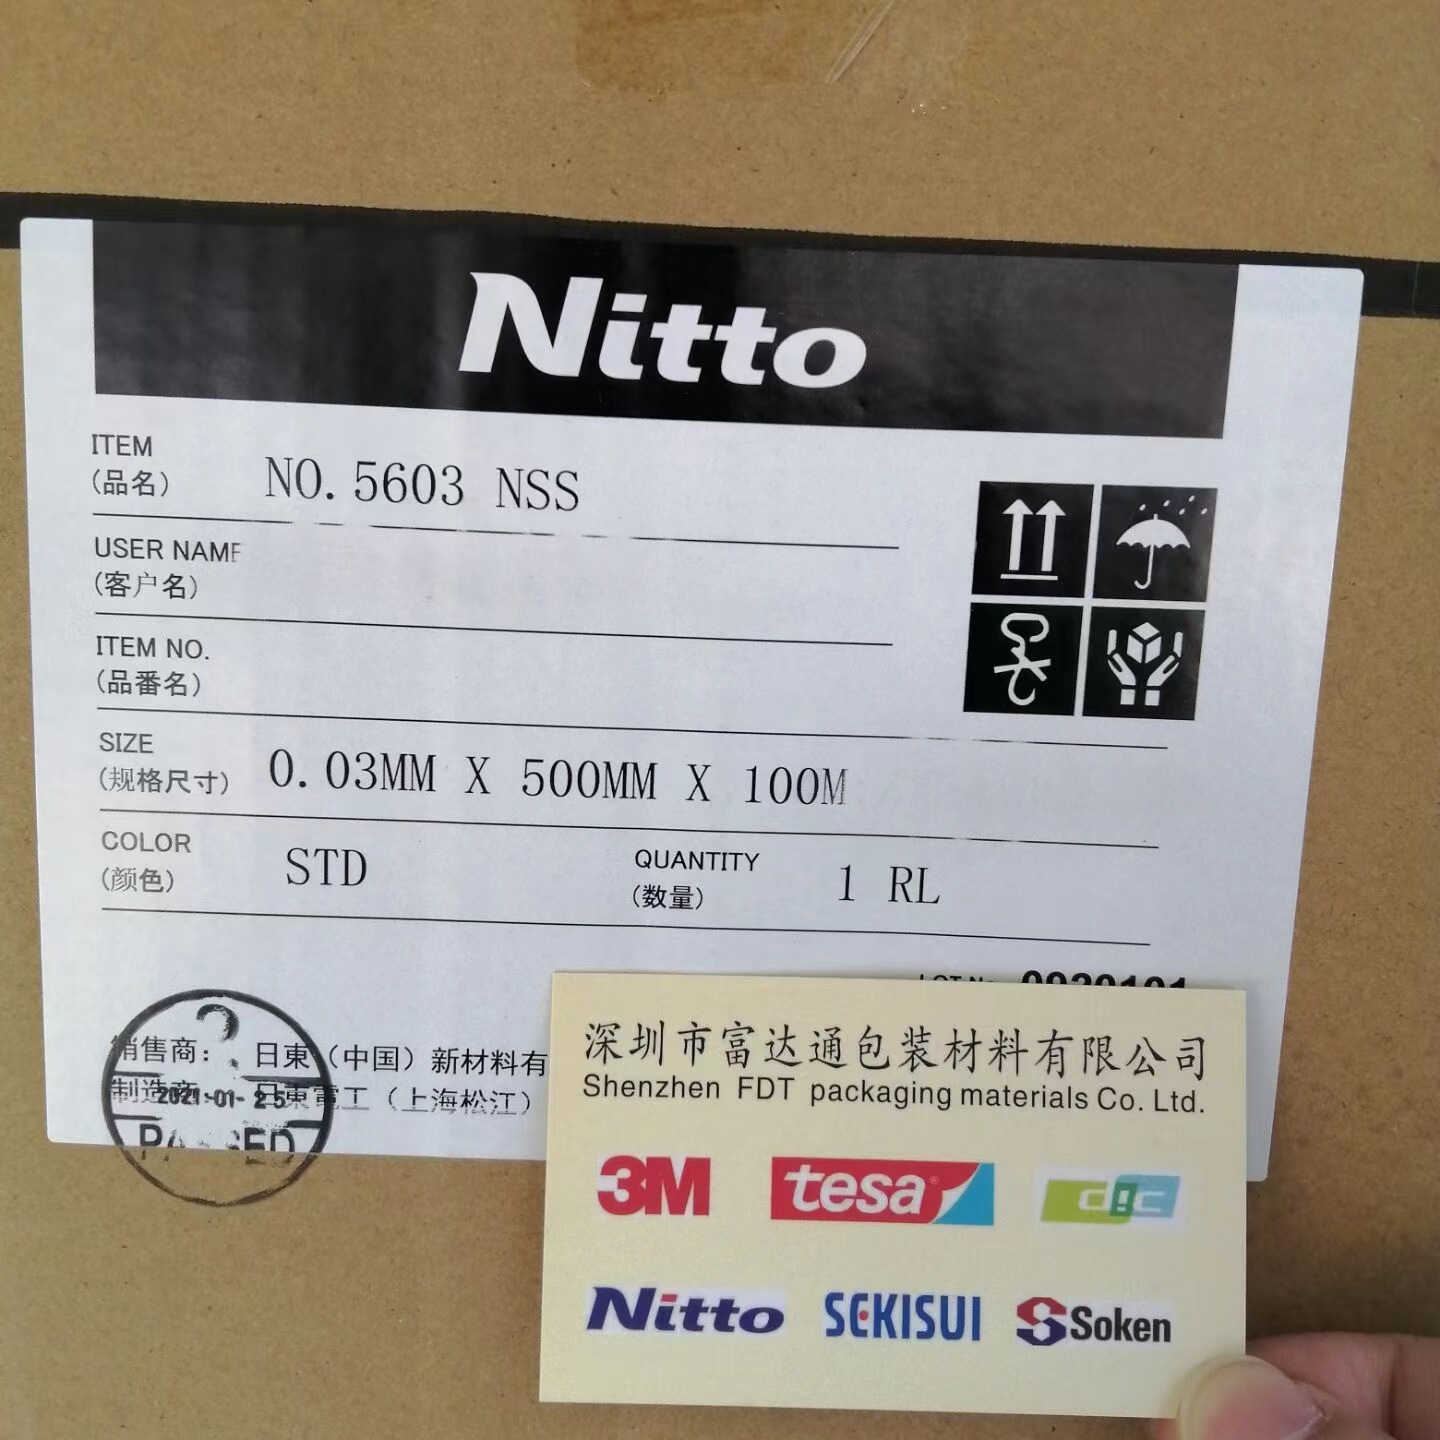 Nitto
ITEM
(品名)
NO. 5603 NSS
USER NAME
(客户名)
ITEM NO.
(品番名)
SIZE
(规格尺寸)
0.03MM X 500MM X 100M
COLOR
(颜色)
STD
QUANTITY
(数量)
1 RL
销售商： 日東（中国）新材料有
制造商： 日東電工（上海松江）
2021-01-25
PASSED
深圳市富达通包装材料有限公司
Shenzhen FDT packaging materials Co. Ltd.
3M tesa
Nitto SEKISUI Soken